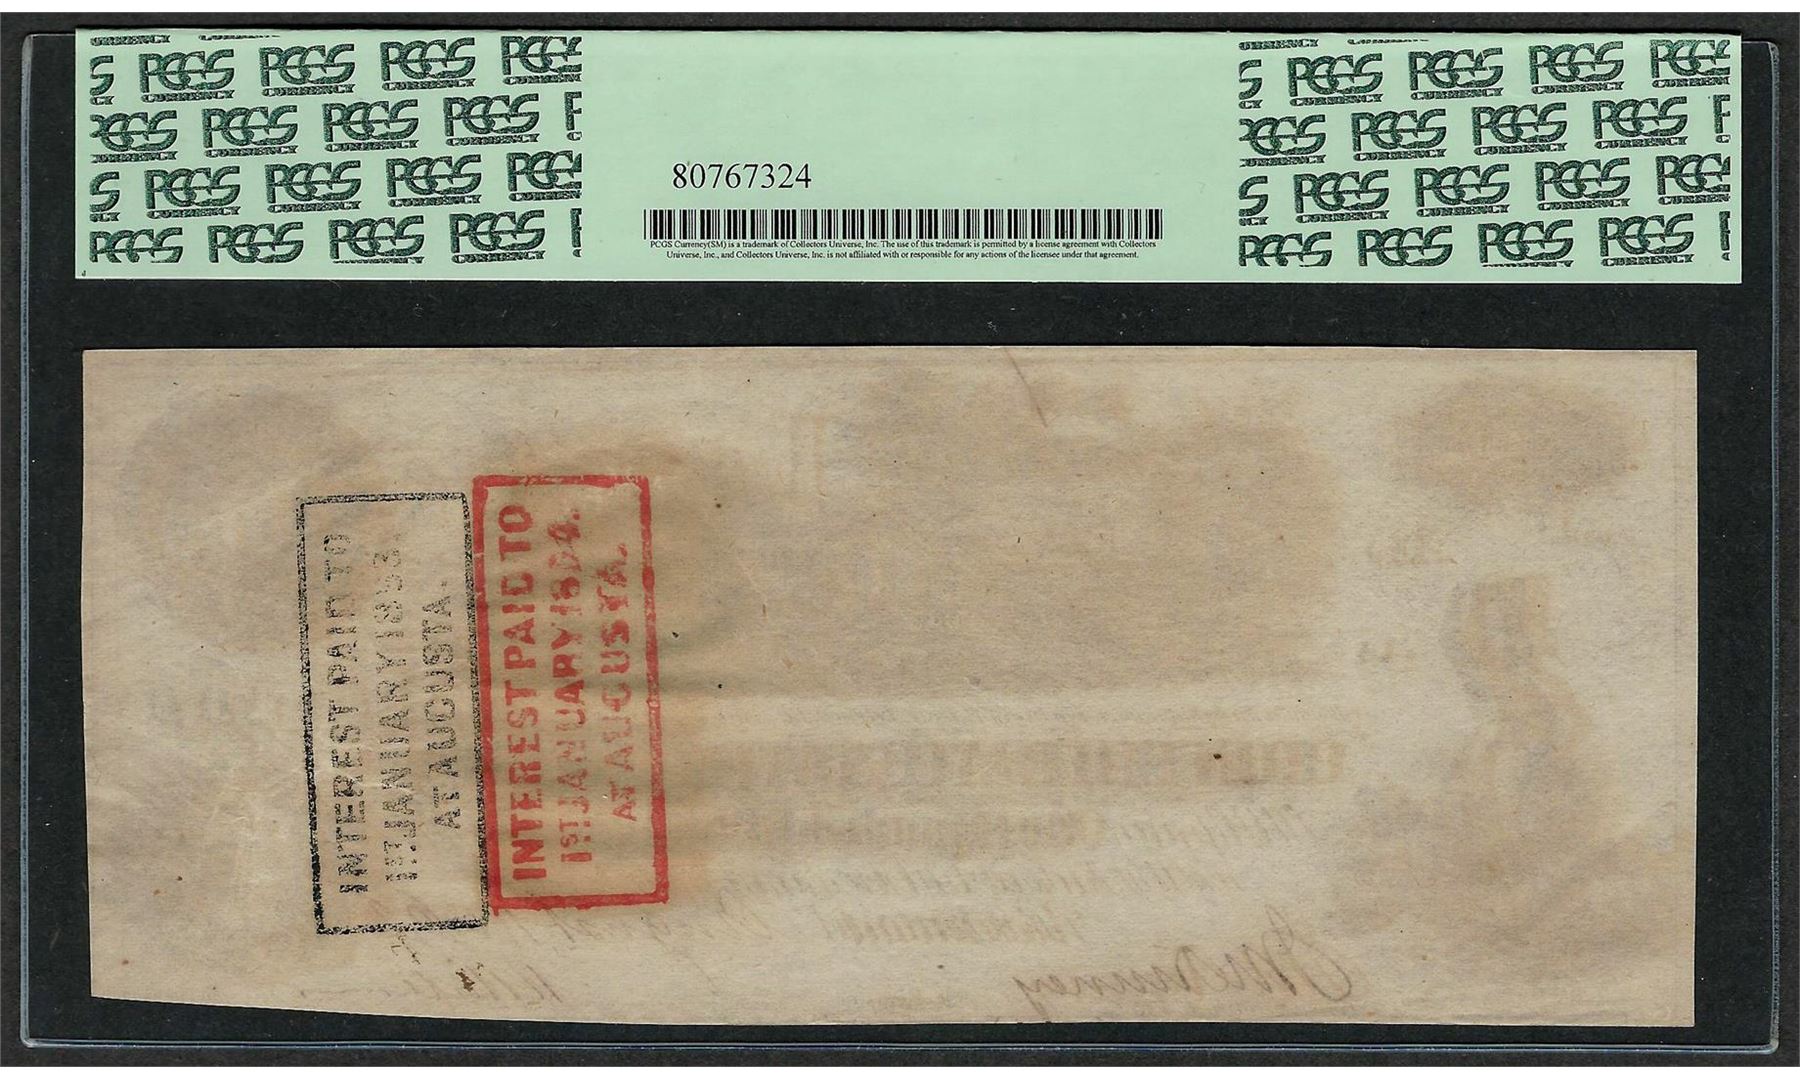 PCGS CURRENCY
80767324
PCGS Currency(SM) is a trademark of Collectors Universe, Inc. The use of this trademark is permitted by a license agreement with Collectors
Universe, Inc., and Collectors Universe, Inc. is not affiliated with or responsible for any actions of the licensee under that agreement.
INTEREST PAID TO
1ST JANUARY 1863.
AT AUGUSTA.
INTEREST PAID TO
1ST JANUARY 1864.
AT AUGUSTA.